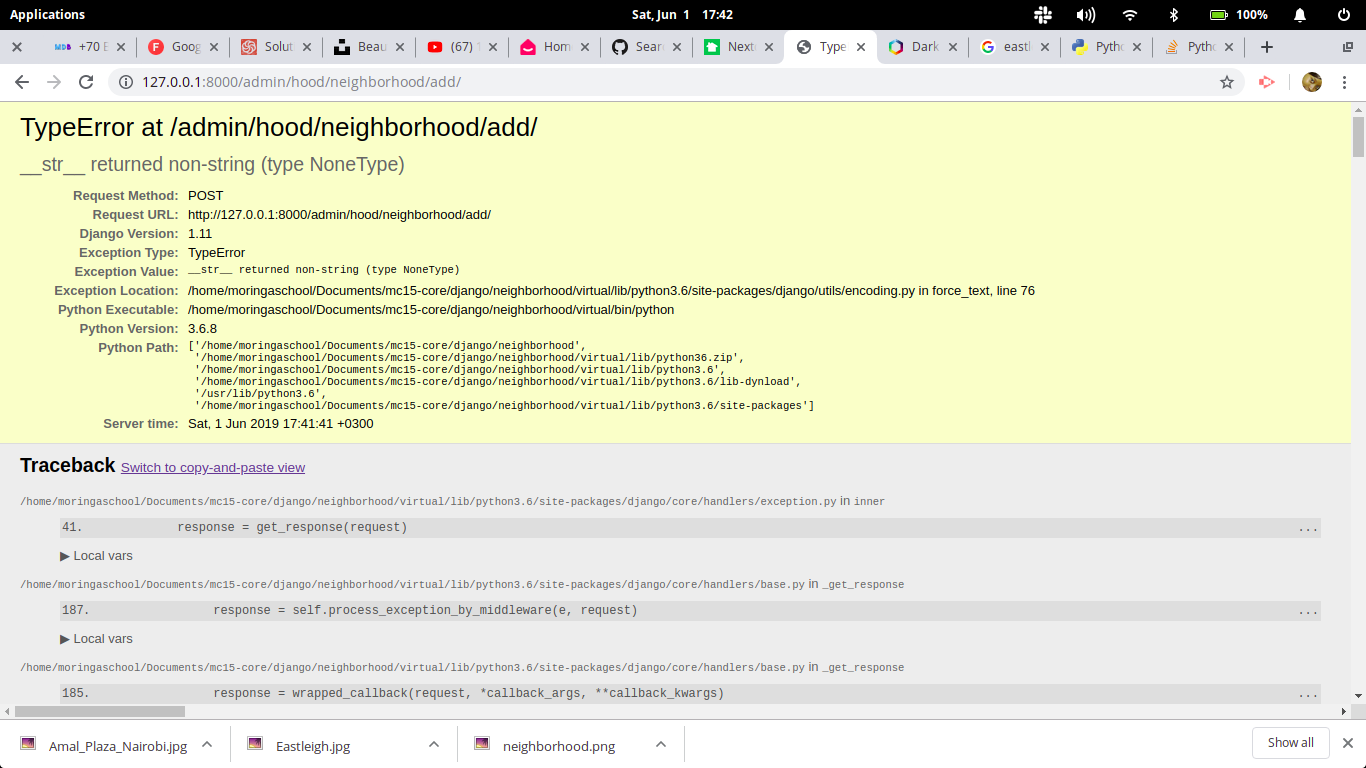 Applications
Sat, Jun 1 17:42
100%
+70 E
Goog
Solut
Beau
(67) 1
Hom
Sear
Next
Type
Dark
eastl
Pyth
Pyth
127.0.0.1:8000/admin/hood/neighborhood/add/
TypeError at /admin/hood/neighborhood/add/
__str__ returned non-string (type NoneType)
Request Method: POST
Request URL: http://127.0.0.1:8000/admin/hood/neighborhood/add/
Django Version: 1.11
Exception Type: TypeError
Exception Value: __str__ returned non-string (type NoneType)
Exception Location: /home/moringaschool/Documents/mc15-core/django/neighborhood/virtual/lib/python3.6/site-packages/django/utils/encoding.py in force_text, line 76
Python Executable: /home/moringaschool/Documents/mc15-core/django/neighborhood/virtual/bin/python
Python Version: 3.6.8
Python Path: ['/home/moringaschool/Documents/mc15-core/django/neighborhood',
'/home/moringaschool/Documents/mc15-core/django/neighborhood/virtual/lib/python36.zip',
'/home/moringaschool/Documents/mc15-core/django/neighborhood/virtual/lib/python3.6',
'/home/moringaschool/Documents/mc15-core/django/neighborhood/virtual/lib/python3.6/lib-dynload',
'/usr/lib/python3.6',
'/home/moringaschool/Documents/mc15-core/django/neighborhood/virtual/lib/python3.6/site-packages']
Server time: Sat, 1 Jun 2019 17:41:41 +0300
Traceback Switch to copy-and-paste view
/home/moringaschool/Documents/mc15-core/django/neighborhood/virtual/lib/python3.6/site-packages/django/core/handlers/exception.py in inner
41. response = get_response(request) ...
▶ Local vars
/home/moringaschool/Documents/mc15-core/django/neighborhood/virtual/lib/python3.6/site-packages/django/core/handlers/base.py in _get_response
187. response = self.process_exception_by_middleware(e, request) ...
▶ Local vars
/home/moringaschool/Documents/mc15-core/django/neighborhood/virtual/lib/python3.6/site-packages/django/core/handlers/base.py in _get_response
185. response = wrapped_callback(request, *callback_args, **callback_kwargs) ...
Amal_Plaza_Nairobi.jpg
Eastleigh.jpg
neighborhood.png
Show all